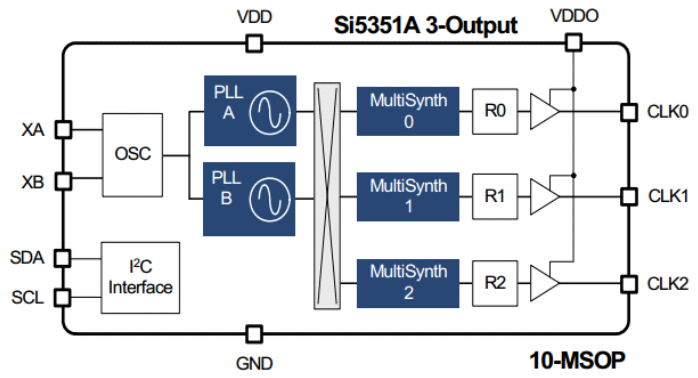 VDD
Si5351A 3-Output
VDDO
XA
XB
OSC
PLL
A
PLL
B
MultiSynth
0
R0
CLK0
MultiSynth
1
R1
CLK1
SDA
SCL
I²C
Interface
MultiSynth
2
R2
CLK2
GND
10-MSOP